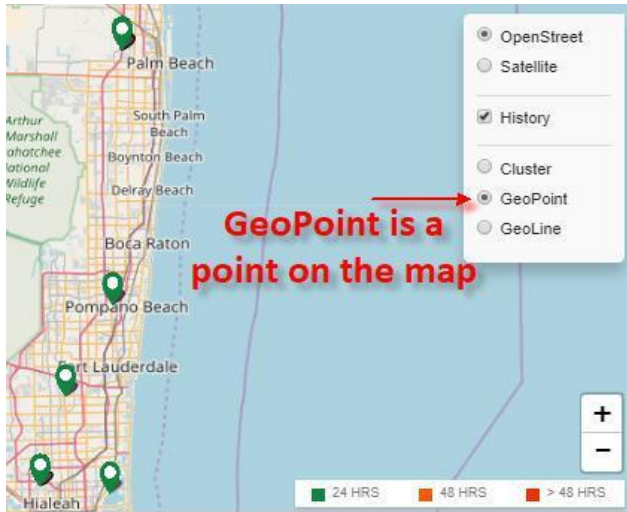 Palm Beach
South Palm
Beach
Arthur
Marshall
ahatchee
National
Wildlife
Refuge
Boynton Beach
Delray Beach
Boca Raton
Pompano Beach
Fort Lauderdale
Hialeah
OpenStreet
Satellite
History
Cluster
GeoPoint
GeoLine
GeoPoint is a
point on the map
+
−
24 HRS
48 HRS
> 48 HRS